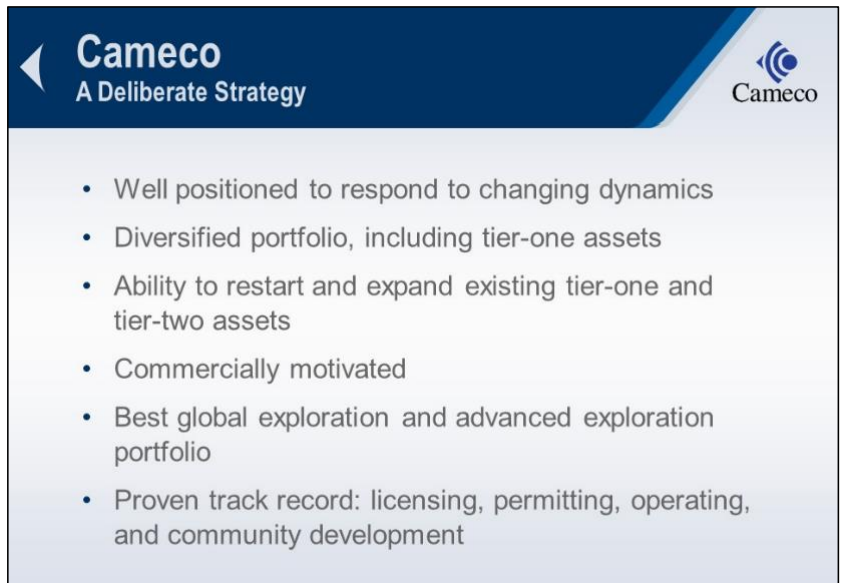 Cameco
A Deliberate Strategy
Cameco
• Well positioned to respond to changing dynamics
• Diversified portfolio, including tier-one assets
• Ability to restart and expand existing tier-one and
tier-two assets
• Commercially motivated
• Best global exploration and advanced exploration
portfolio
• Proven track record: licensing, permitting, operating,
and community development